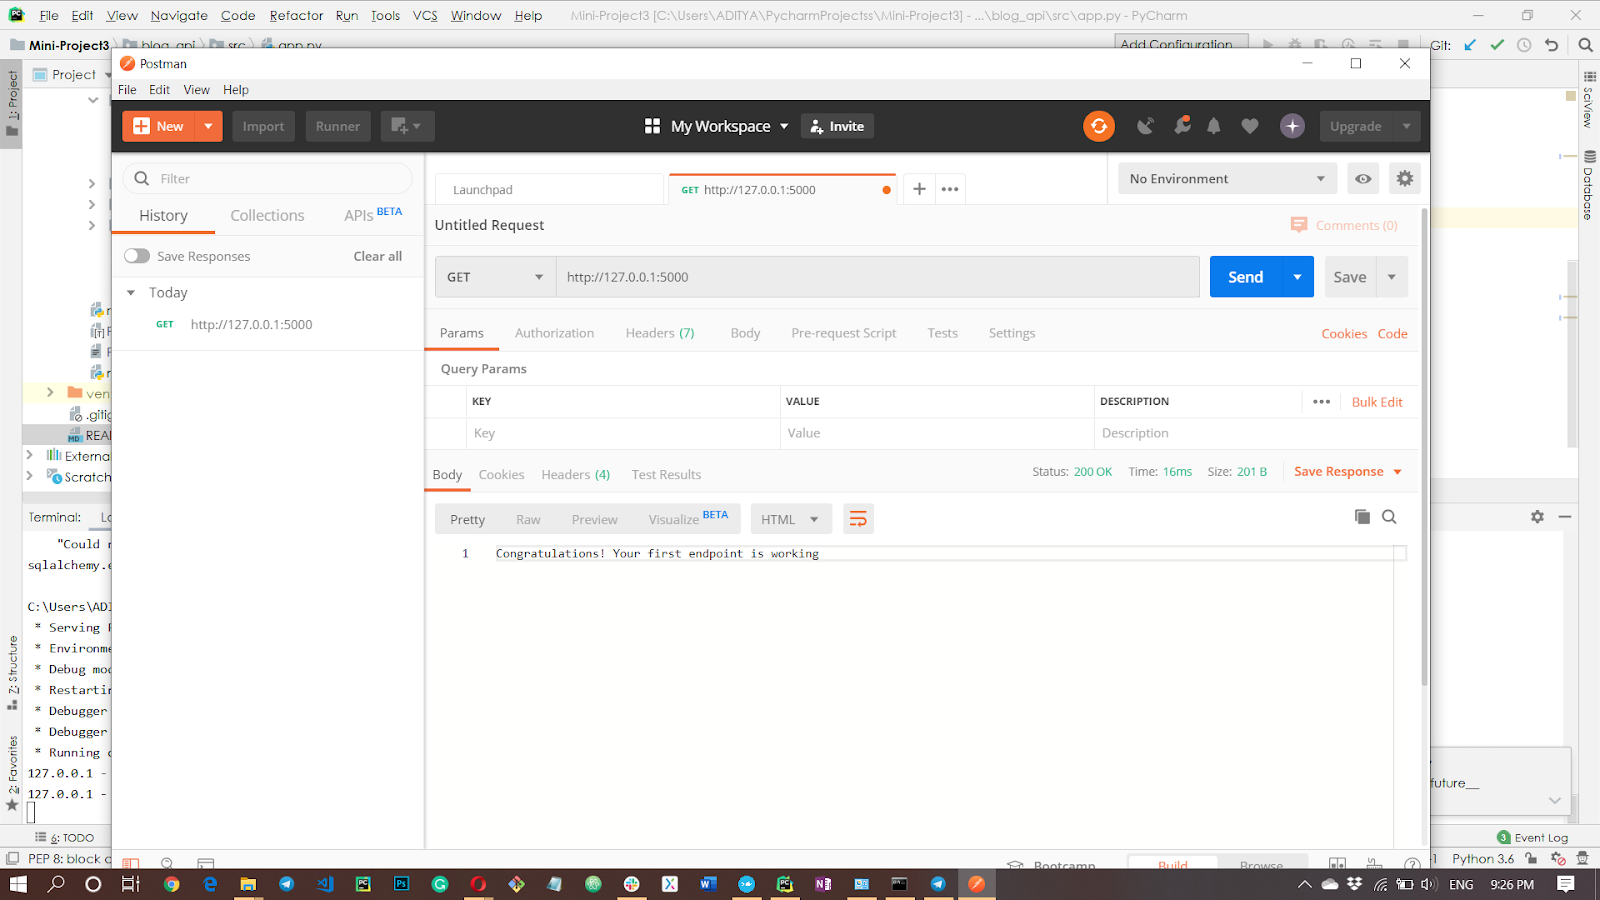 File Edit View Navigate Code Refactor Run Tools VCS Window Help Mini-Project3 [C:\Users\ADITYA\PycharmProjectss\Mini-Project3] - ...\blog_api\src\app.py - PyCharm
Mini-Project3 blog_api src app.py Add Configuration... Git:
Project
1: Project
SciView
Database
Postman
File Edit View Help
New Import Runner My Workspace Invite Upgrade
Filter
History Collections APIs BETA
Save Responses Clear all
Today
GET http://127.0.0.1:5000
Launchpad GET http://127.0.0.1:5000 No Environment
Untitled Request Comments (0)
GET http://127.0.0.1:5000 Send Save
Params Authorization Headers (7) Body Pre-request Script Tests Settings Cookies Code
Query Params
KEY VALUE DESCRIPTION Bulk Edit
Key Value Description
Body Cookies Headers (4) Test Results Status: 200 OK Time: 16ms Size: 201 B Save Response
Pretty Raw Preview Visualize BETA HTML
1 Congratulations! Your first endpoint is working
ven
.gitig
READ
Externa
Scratch
Terminal: Lo
"Could n
sqlalchemy.e
C:\Users\ADI
* Serving F
* Environme
* Debug mod
* Restartin
* Debugger
* Debugger
* Running o
127.0.0.1 -
127.0.0.1 -
Z: Structure
2: Favorites
future__
6: TODO 3 Event Log
PEP 8: block c Bootcamp Build Browse Python 3.6
ENG 9:26 PM